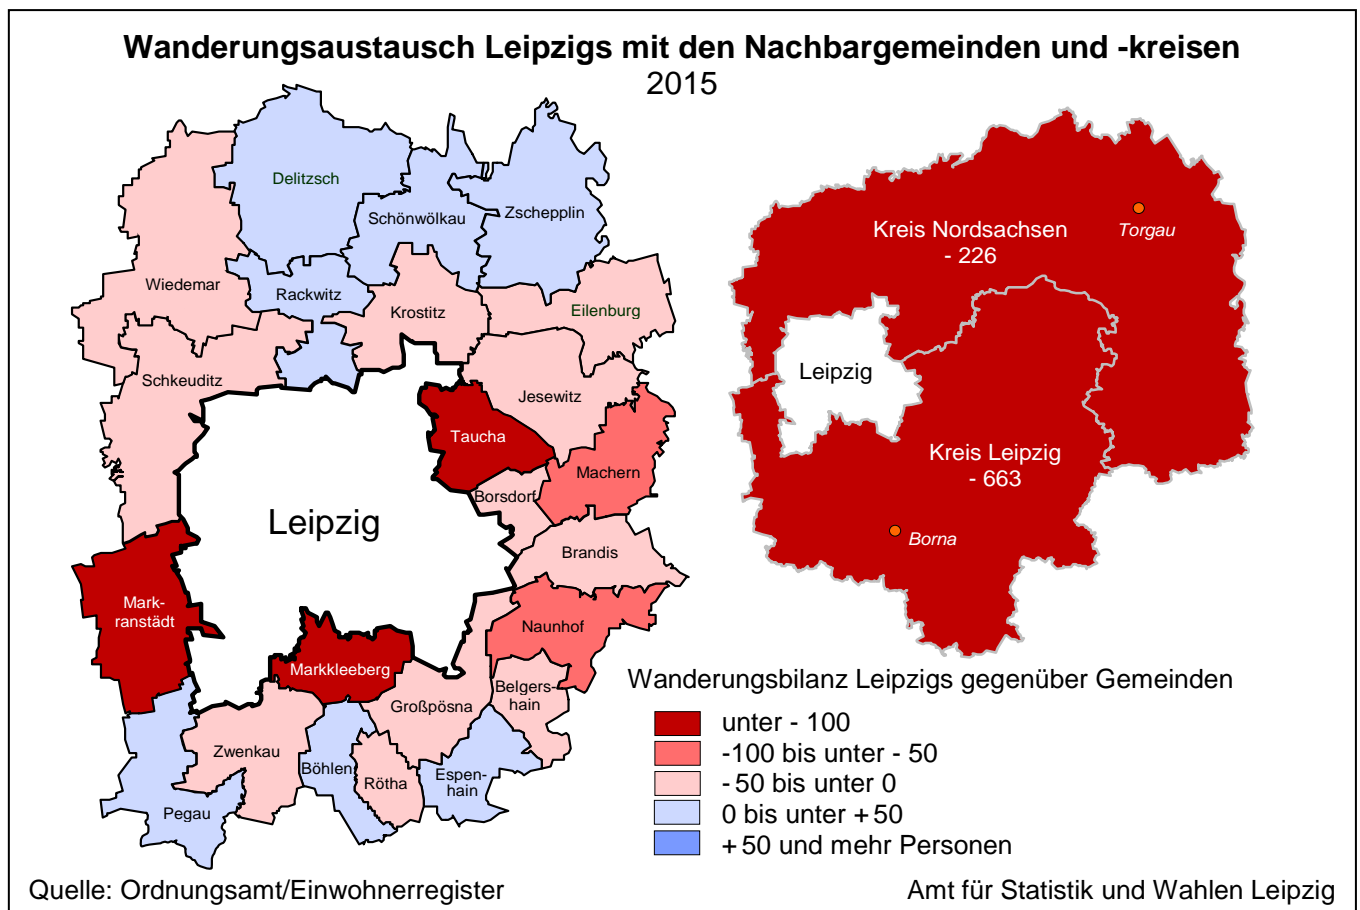 Wanderungsaustausch Leipzigs mit den Nachbargemeinden und -kreisen
2015
Delitzsch
Schönwölkau
Zschepplin
Wiedemar
Rackwitz
Krostitz
Eilenburg
Schkeuditz
Jesewitz
Taucha
Machern
Borsdorf
Leipzig
Brandis
Mark-
ranstädt
Naunhof
Markkleeberg
Belgers-
hain
Großpösna
Zwenkau
Böhlen
Rötha
Espen-
hain
Pegau
Kreis Nordsachsen
- 226
Torgau
Leipzig
Kreis Leipzig
- 663
Borna
Wanderungsbilanz Leipzigs gegenüber Gemeinden
unter - 100
-100 bis unter - 50
- 50 bis unter 0
0 bis unter + 50
+ 50 und mehr Personen
Quelle: Ordnungsamt/Einwohnerregister
Amt für Statistik und Wahlen Leipzig